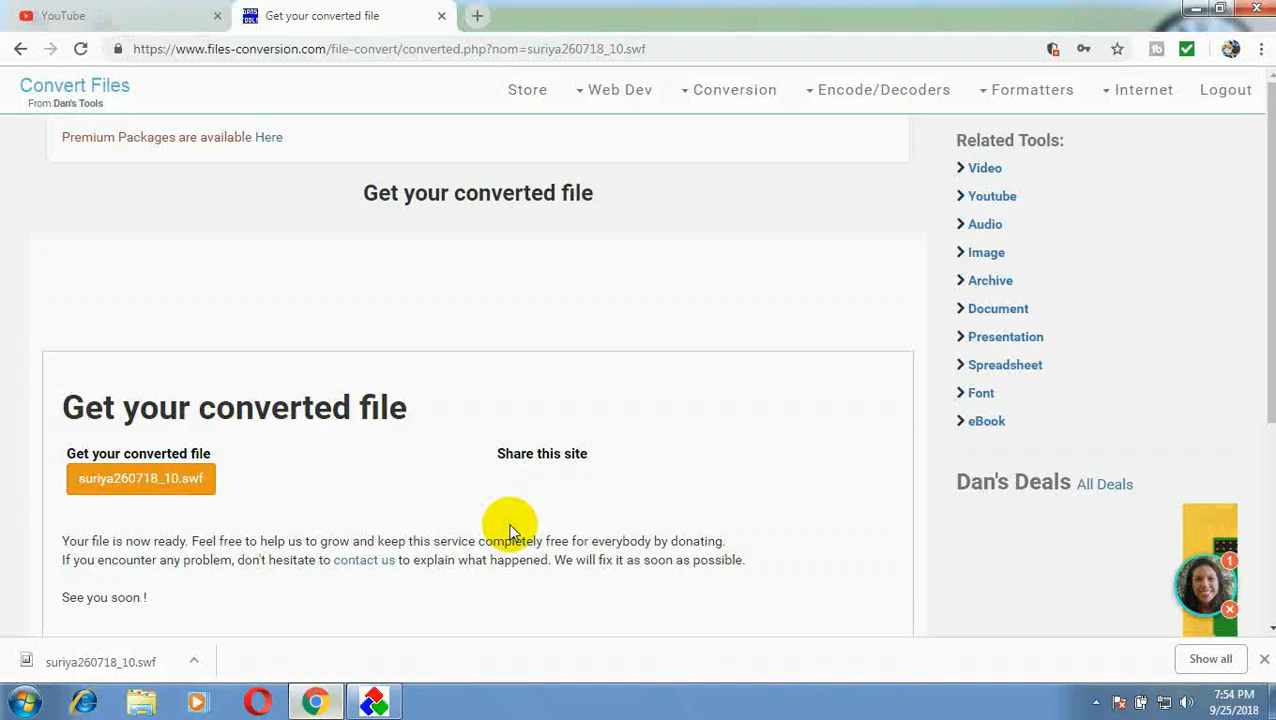 YouTube
Get your converted file
https://www.files-conversion.com/file-convert/converted.php?nom=suriya260718_10.swf
Convert Files
From Dan's Tools
Store
Web Dev
Conversion
Encode/Decoders
Formatters
Internet
Logout
Premium Packages are available Here
Get your converted file
Get your converted file
Get your converted file
Share this site
suriya260718_10.swf
Your file is now ready. Feel free to help us to grow and keep this service completely free for everybody by donating.
If you encounter any problem, don't hesitate to contact us to explain what happened. We will fix it as soon as possible.
See you soon !
Related Tools:
Video
Youtube
Audio
Image
Archive
Document
Presentation
Spreadsheet
Font
eBook
Dan's Deals All Deals
1
suriya260718_10.swf
Show all
7:54 PM
9/25/2018